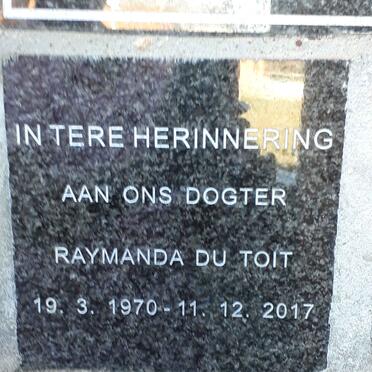 IN TERE HERINNERING
AAN ONS DOGTER
RAYMANDA DU TOIT
19. 3. 1970 - 11. 12. 2017